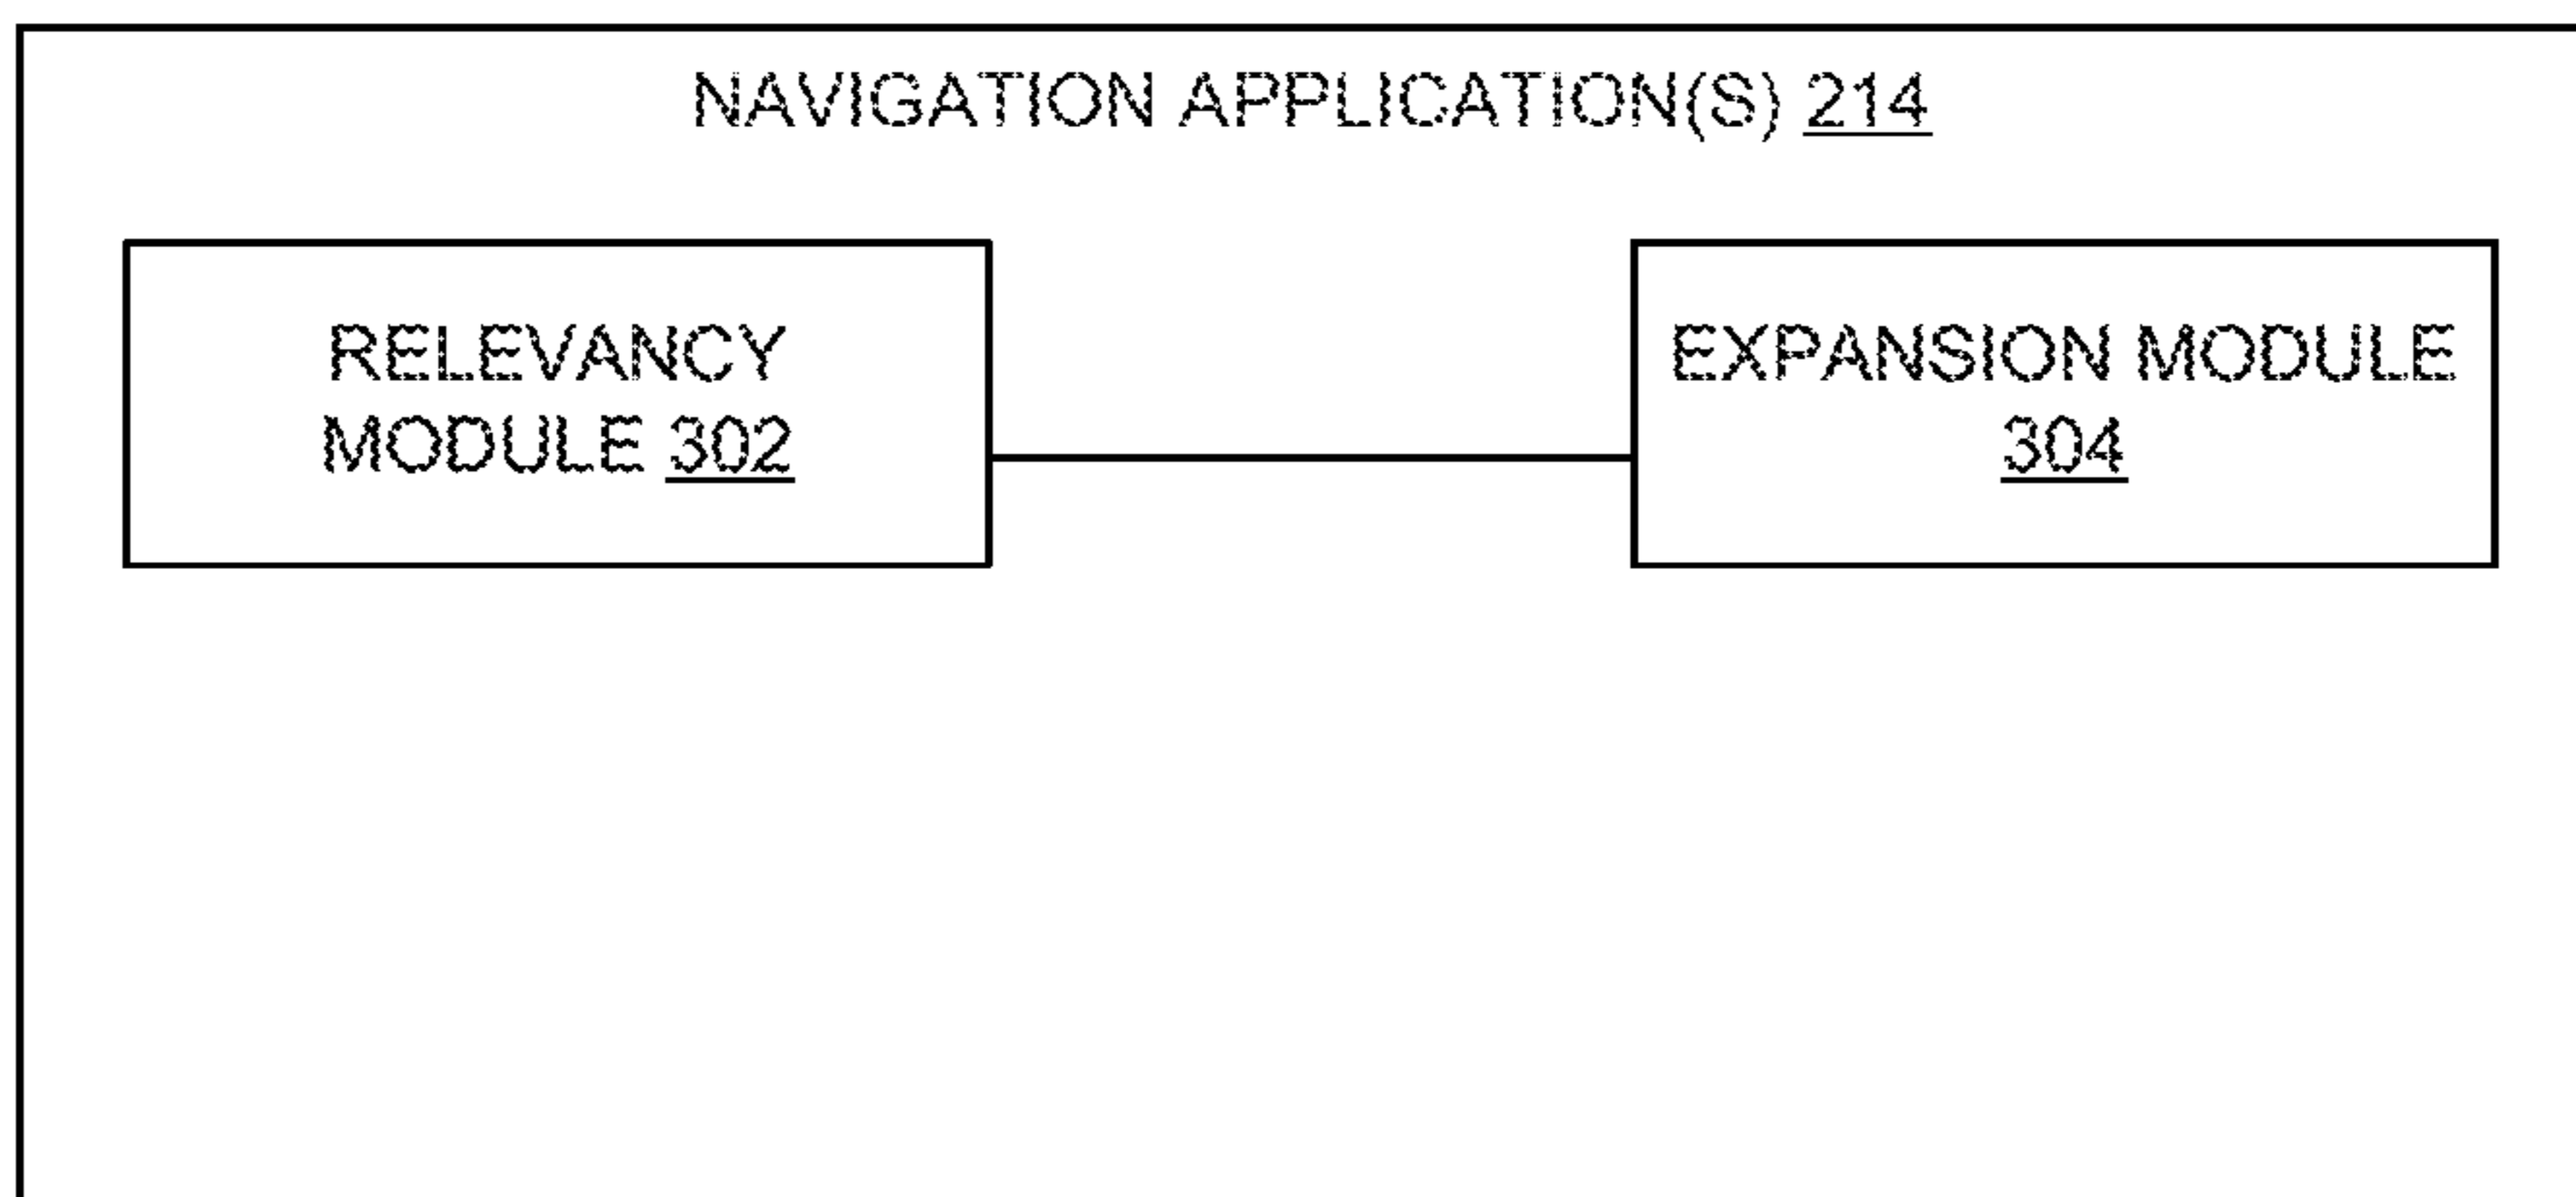 NAVIGATION APPLICATION(S) 214
RELEVANCY
MODULE 302
EXPANSION MODULE
304